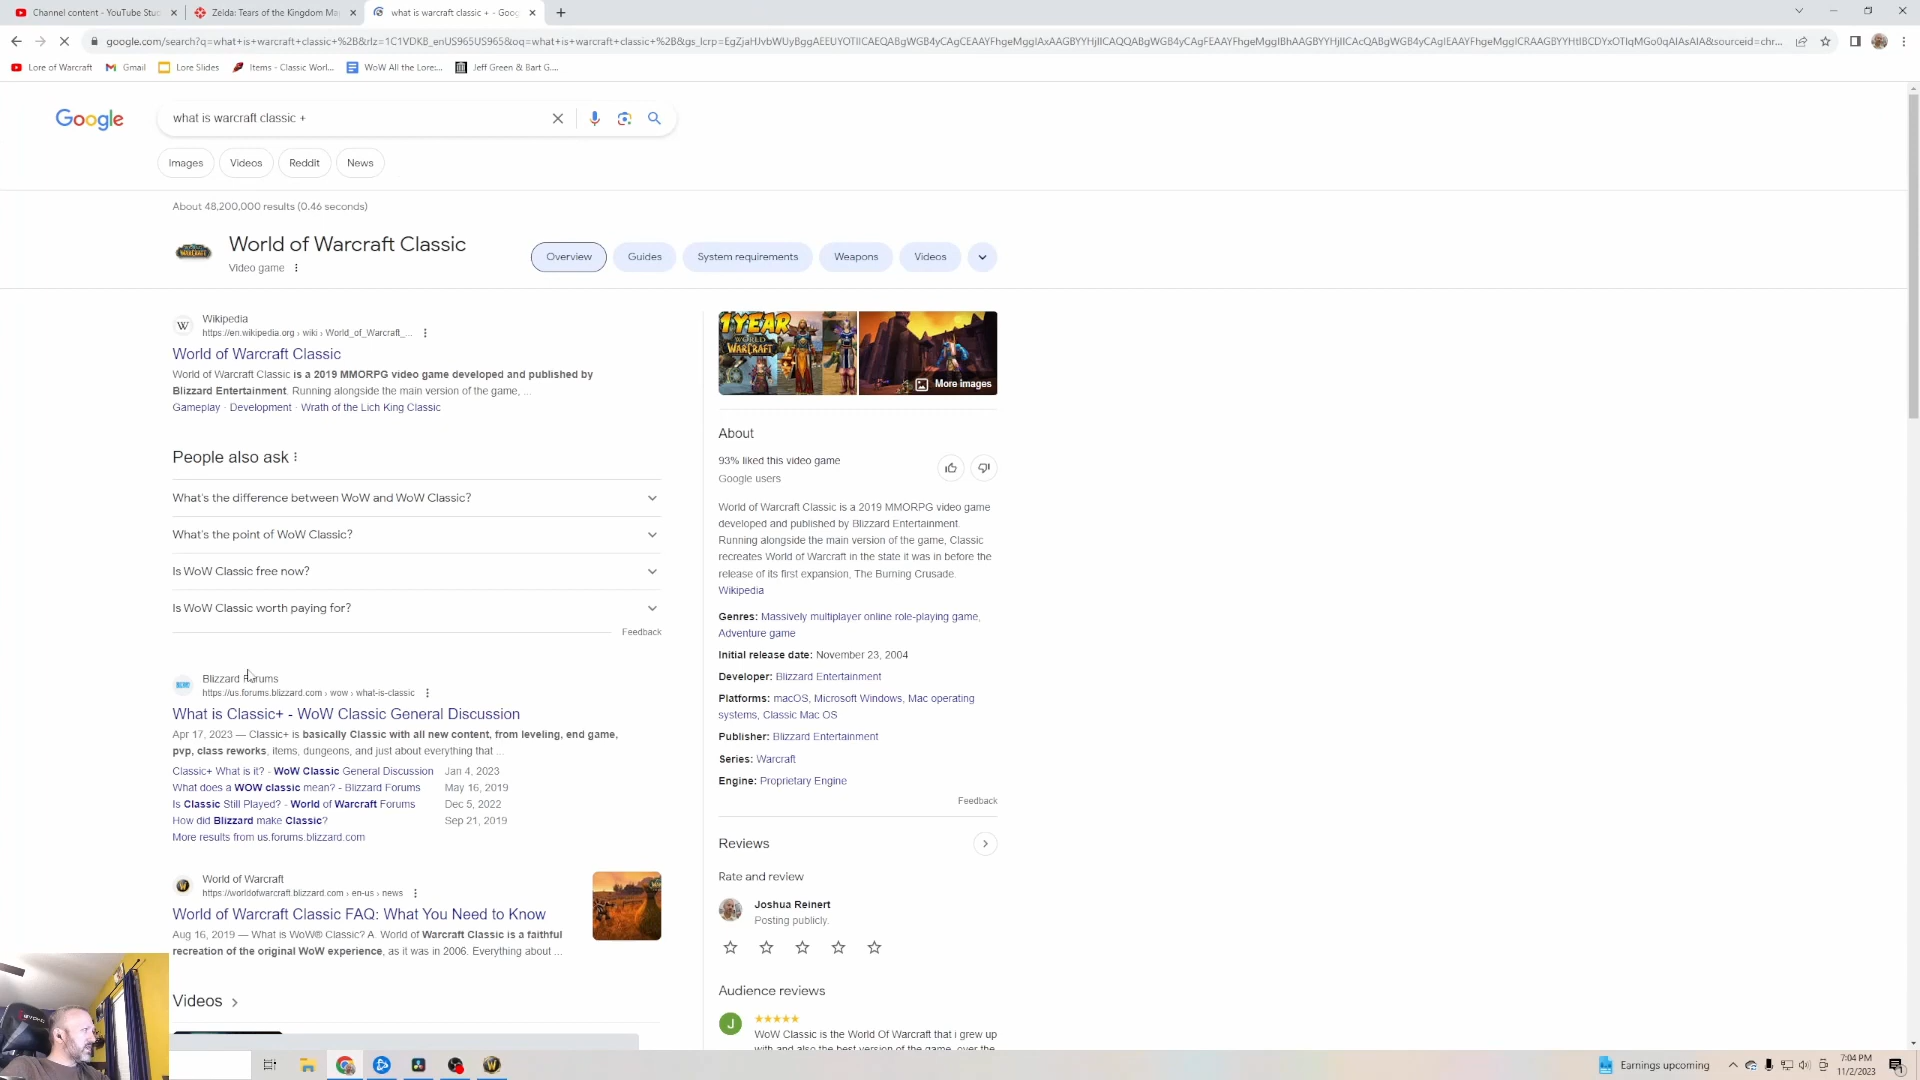 Channel content - YouTube Stu
Zelda: Tears of the Kingdom Ma
what is warcraft classic + - Goog
google.com/search?q=what+is+warcraft+classic+%2B&rlz=1C1VDKB_enUS965US965&oq=what+is+warcraft+classic+%2B&gs_lcrp=
Lore of Warcraft
Gmail
Lore Slides
Items - Classic Worl...
WoW All the Lore:...
Jeff Green & Bart G....
Google
what is warcraft classic +
Images
Videos
Reddit
News
About 48,200,000 results (0.46 seconds)
World of Warcraft Classic
Video game
Overview
Guides
System requirements
Weapons
Videos
Wikipedia
https://en.wikipedia.org › wiki › World_of_Warcraft_...
World of Warcraft Classic
World of Warcraft Classic is a 2019 MMORPG video game developed and published by
Blizzard Entertainment. Running alongside the main version of the game, ...
Gameplay · Development · Wrath of the Lich King Classic
People also ask
What's the difference between WoW and WoW Classic?
What's the point of WoW Classic?
Is WoW Classic free now?
Is WoW Classic worth paying for?
Feedback
Blizzard Forums
https://us.forums.blizzard.com › wow › what-is-classic
What is Classic+ - WoW Classic General Discussion
Apr 17, 2023 — Classic+ is basically Classic with all new content, from leveling, end game,
pvp, class reworks, items, dungeons, and just about everything that ...
Classic+ What is it? - WoW Classic General Discussion Jan 4, 2023
What does a WOW classic mean? - Blizzard Forums May 16, 2019
Is Classic Still Played? - World of Warcraft Forums Dec 5, 2022
How did Blizzard make Classic? Sep 21, 2019
More results from us.forums.blizzard.com
World of Warcraft
https://worldofwarcraft.blizzard.com › en-us › news
World of Warcraft Classic FAQ: What You Need to Know
Aug 16, 2019 — What is WoW® Classic? A. World of Warcraft Classic is a faithful
recreation of the original WoW experience, as it was in 2006. Everything about ...
Videos
1 YEAR
WORLD
WARCRAFT
More images
About
93% liked this video game
Google users
World of Warcraft Classic is a 2019 MMORPG video game
developed and published by Blizzard Entertainment.
Running alongside the main version of the game, Classic
recreates World of Warcraft in the state it was in before the
release of its first expansion, The Burning Crusade.
Wikipedia
Genres: Massively multiplayer online role-playing game,
Adventure game
Initial release date: November 23, 2004
Developer: Blizzard Entertainment
Platforms: macOS, Microsoft Windows, Mac operating
systems, Classic Mac OS
Publisher: Blizzard Entertainment
Series: Warcraft
Engine: Proprietary Engine
Feedback
Reviews
Rate and review
Joshua Reinert
Posting publicly.
Audience reviews
J
WoW Classic is the World Of Warcraft that i grew up
with and also the best version of the game, over the
Earnings upcoming
7:04 PM
11/2/2023